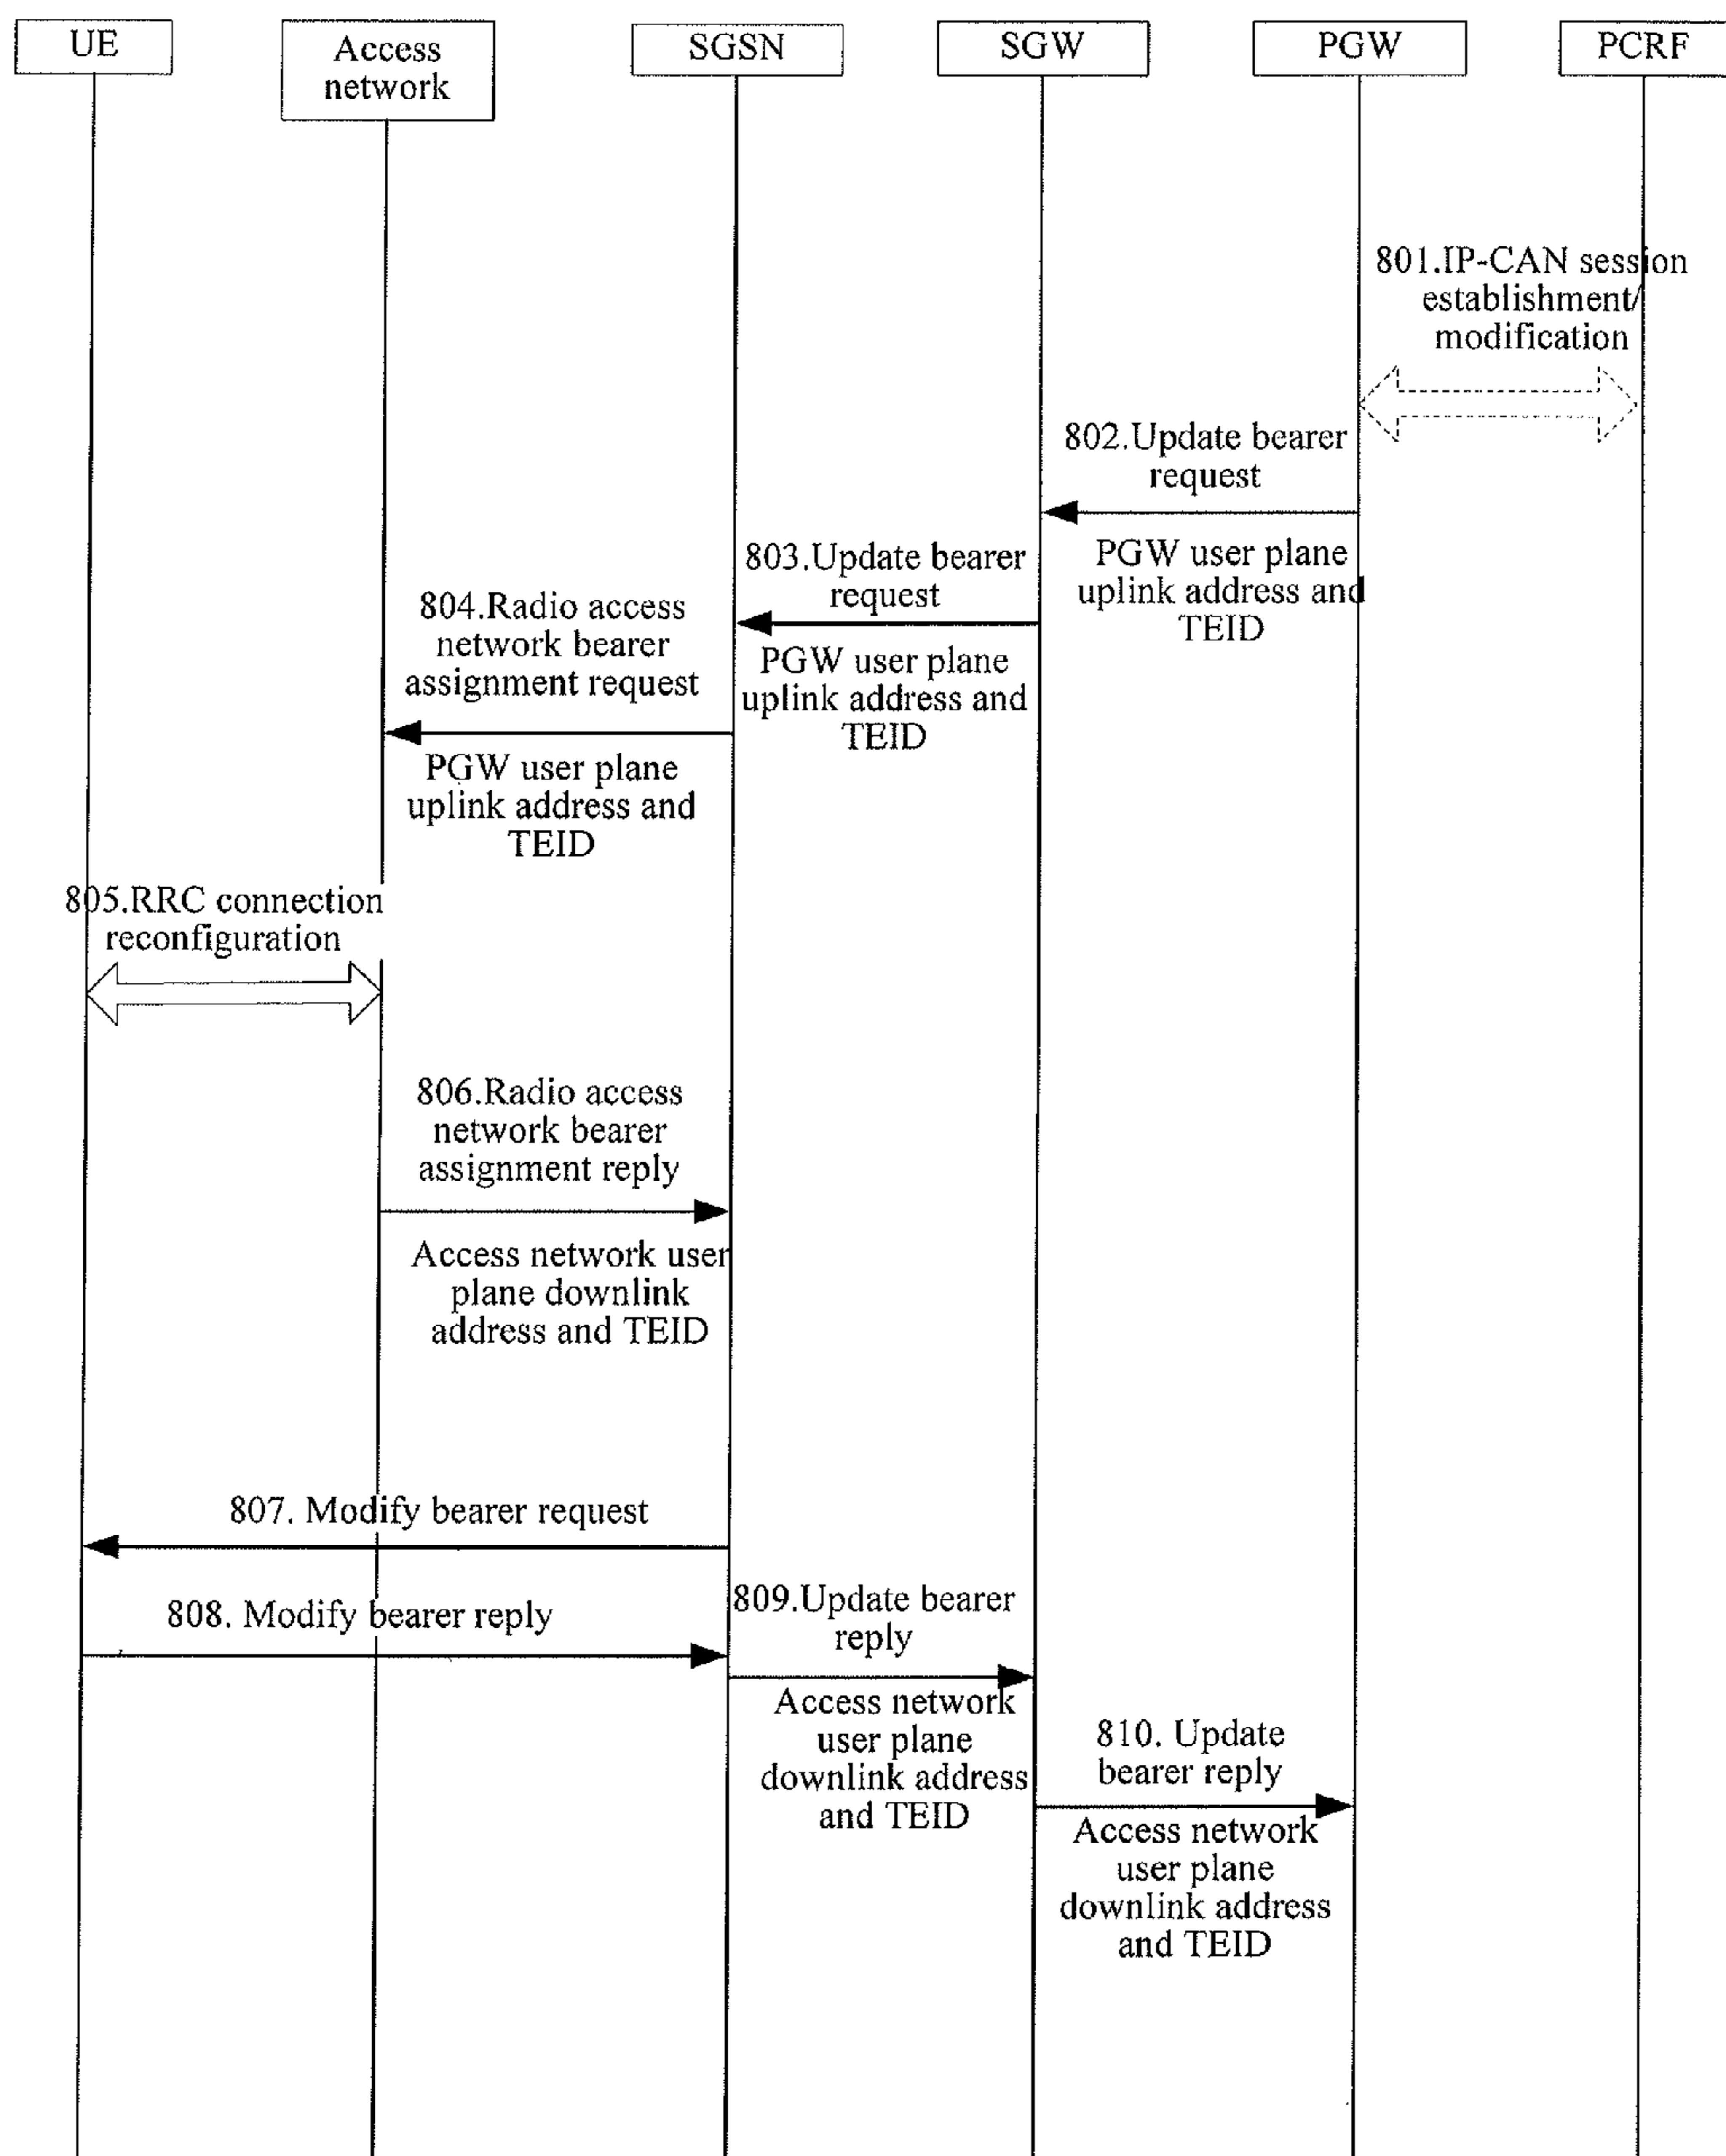 UE
Access
network
SGSN
SGW
PGW
PCRF
801.IP-CAN session
establishment/
modification
802.Update bearer
request
PGW user plane
uplink address and
TEID
803.Update bearer
request
PGW user plane
uplink address and
TEID
804.Radio access
network bearer
assignment request
PGW user plane
uplink address and
TEID
805.RRC connection
reconfiguration
806.Radio access
network bearer
assignment reply
Access network user
plane downlink
address and TEID
807. Modify bearer request
808. Modify bearer reply
809.Update bearer
reply
Access network
user plane
downlink address
and TEID
810. Update
bearer reply
Access network
user plane
downlink address
and TEID